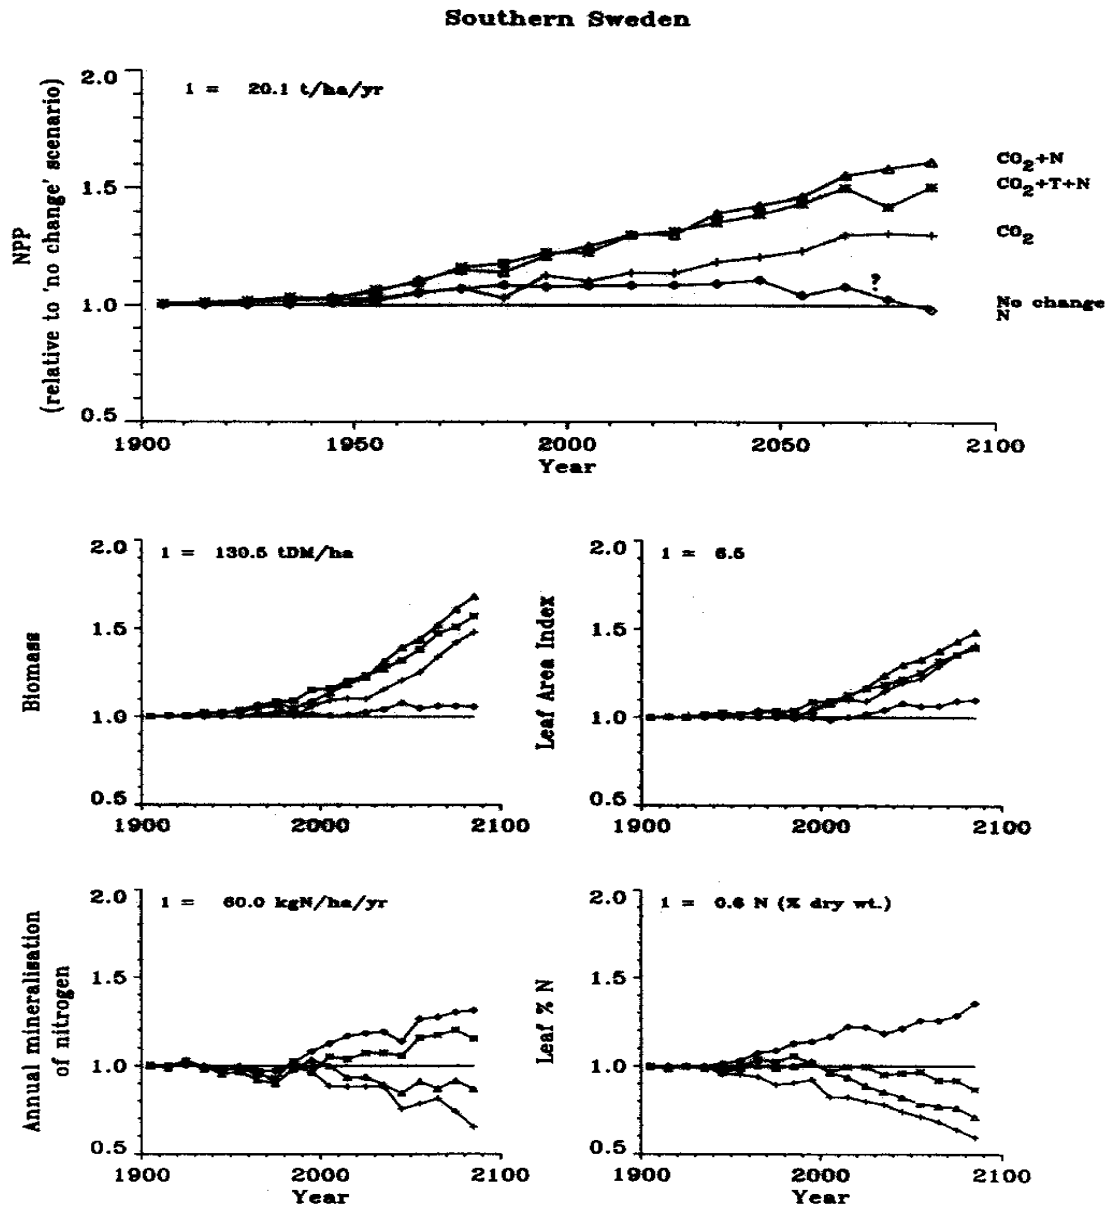 Southern Sweden
NPP
(relative to 'no change' scenario)
2.0
1 = 20.1 t/ha/yr
1.5
1.0
0.5
CO2+N
CO2+T+N
CO2
?
No change
N
1900 1950 2000 2050 2100
Year
Biomass
2.0
1 = 130.5 tDM/ha
1.5
1.0
0.5
1900 2000 2100
Leaf Area Index
2.0
1 = 6.5
1.5
1.0
0.5
1900 2000 2100
Annual mineralisation
of nitrogen
2.0
1 = 60.0 kgN/ha/yr
1.5
1.0
0.5
1900 2000 2100
Year
Leaf % N
2.0
1 = 0.6 N (% dry wt.)
1.5
1.0
0.5
1900 2000 2100
Year